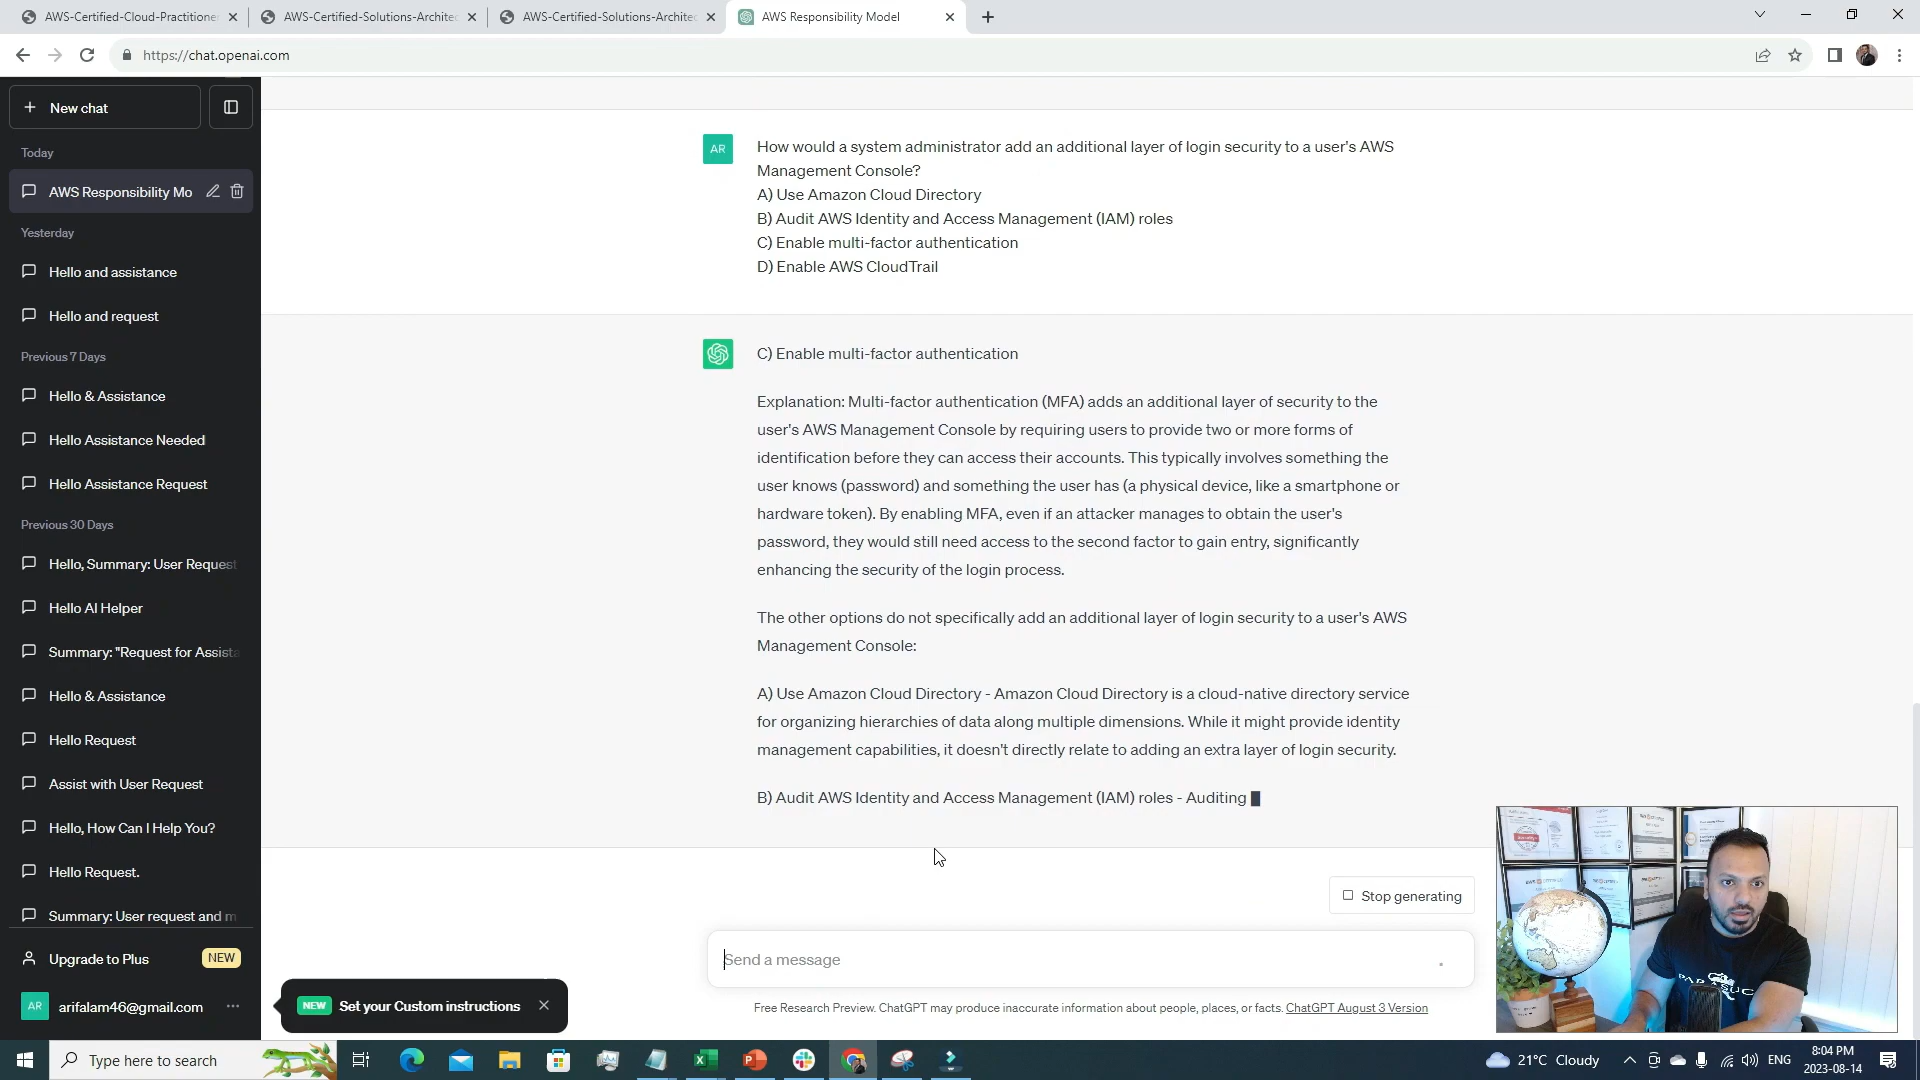 AWS-Certified-Cloud-Practitioner
AWS-Certified-Solutions-Architec
AWS-Certified-Solutions-Architec
AWS Responsibility Model
https://chat.openai.com
New chat
Today
AWS Responsibility Mo
Yesterday
Hello and assistance
Hello and request
Previous 7 Days
Hello & Assistance
Hello Assistance Needed
Hello Assistance Request
Previous 30 Days
Hello, Summary: User Request
Hello AI Helper
Summary: "Request for Assista
Hello & Assistance
Hello Request
Assist with User Request
Hello, How Can I Help You?
Hello Request.
Summary: User request and m
Upgrade to Plus
NEW
AR
arifalam46@gmail.com
AR
How would a system administrator add an additional layer of login security to a user's AWS
Management Console?
A) Use Amazon Cloud Directory
B) Audit AWS Identity and Access Management (IAM) roles
C) Enable multi-factor authentication
D) Enable AWS CloudTrail
C) Enable multi-factor authentication
Explanation: Multi-factor authentication (MFA) adds an additional layer of security to the
user's AWS Management Console by requiring users to provide two or more forms of
identification before they can access their accounts. This typically involves something the
user knows (password) and something the user has (a physical device, like a smartphone or
hardware token). By enabling MFA, even if an attacker manages to obtain the user's
password, they would still need access to the second factor to gain entry, significantly
enhancing the security of the login process.
The other options do not specifically add an additional layer of login security to a user's AWS
Management Console:
A) Use Amazon Cloud Directory - Amazon Cloud Directory is a cloud-native directory service
for organizing hierarchies of data along multiple dimensions. While it might provide identity
management capabilities, it doesn't directly relate to adding an extra layer of login security.
B) Audit AWS Identity and Access Management (IAM) roles - Auditing
Stop generating
Send a message
NEW Set your Custom instructions
Free Research Preview. ChatGPT may produce inaccurate information about people, places, or facts. ChatGPT August 3 Version
Type here to search
21°C Cloudy
ENG
8:04 PM
2023-08-14